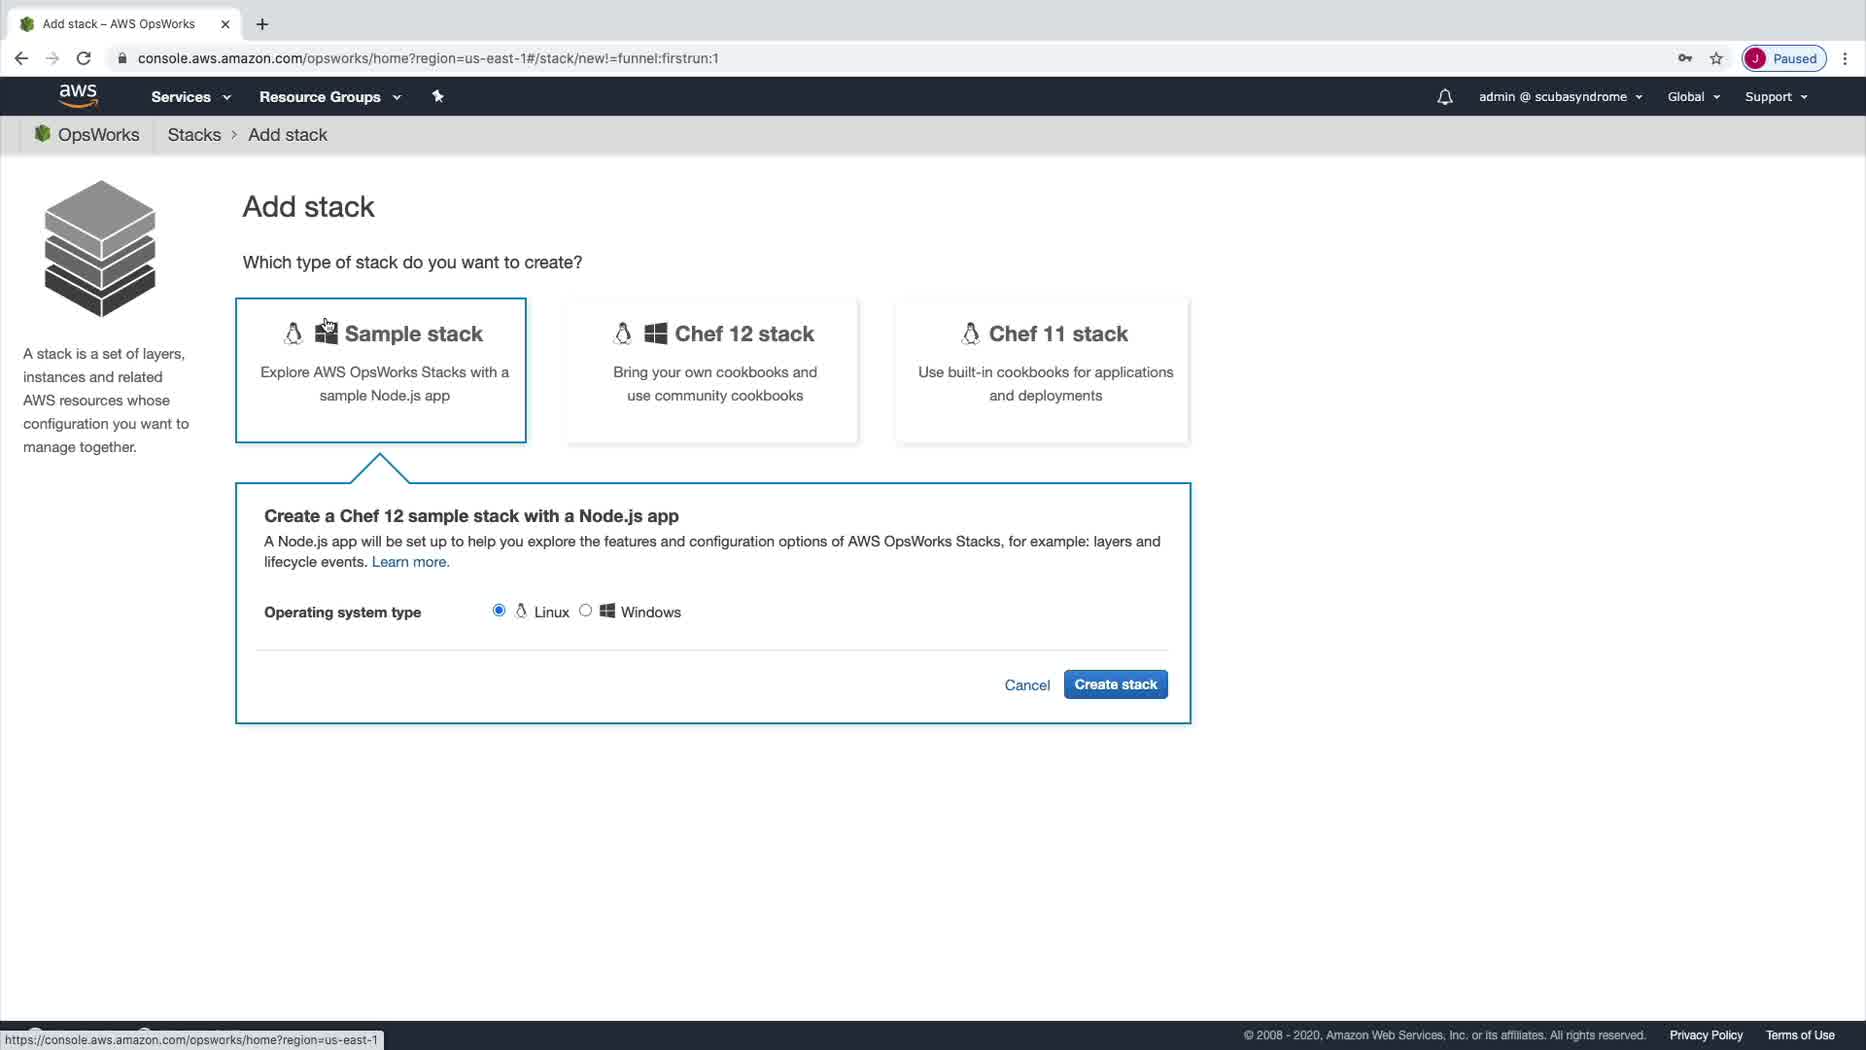 Add stack – AWS OpsWorks
console.aws.amazon.com/opsworks/home?region=us-east-1#/stack/new!=funnel:firstrun:1
J Paused
aws Services Resource Groups admin @ scubasyndrome Global Support
OpsWorks Stacks > Add stack
Add stack
Which type of stack do you want to create?
A stack is a set of layers,
instances and related
AWS resources whose
configuration you want to
manage together.
Sample stack
Explore AWS OpsWorks Stacks with a
sample Node.js app
Chef 12 stack
Bring your own cookbooks and
use community cookbooks
Chef 11 stack
Use built-in cookbooks for applications
and deployments
Create a Chef 12 sample stack with a Node.js app
A Node.js app will be set up to help you explore the features and configuration options of AWS OpsWorks Stacks, for example: layers and
lifecycle events. Learn more.
Operating system type Linux Windows
Cancel Create stack
© 2008 - 2020, Amazon Web Services, Inc. or its affiliates. All rights reserved. Privacy Policy Terms of Use
https://console.aws.amazon.com/opsworks/home?region=us-east-1